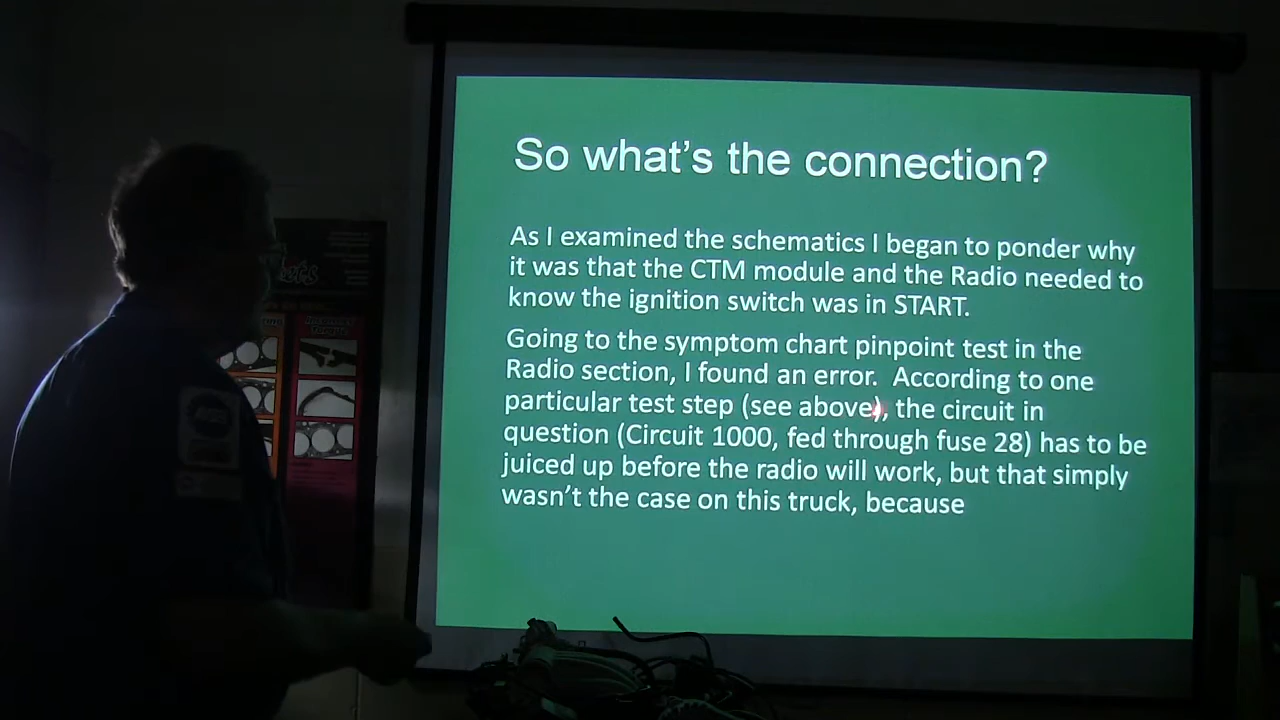 So what's the connection?
As I examined the schematics I began to ponder why
it was that the CTM module and the Radio needed to
know the ignition switch was in START.
Going to the symptom chart pinpoint test in the
Radio section, I found an error.  According to one
particular test step (see above), the circuit in
question (Circuit 1000, fed through fuse 28) has to be
juiced up before the radio will work, but that simply
wasn't the case on this truck, because